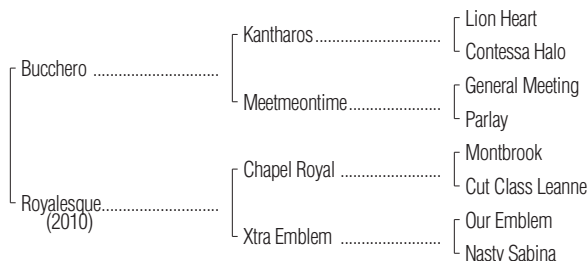 Lion Heart
Kantharos
Contessa Halo
Bucchero
General Meeting
Meetmeontime
Parlay
Montbrook
Chapel Royal
Cut Class Leanne
Royalesque
(2010)
Our Emblem
Xtra Emblem
Nasty Sabina